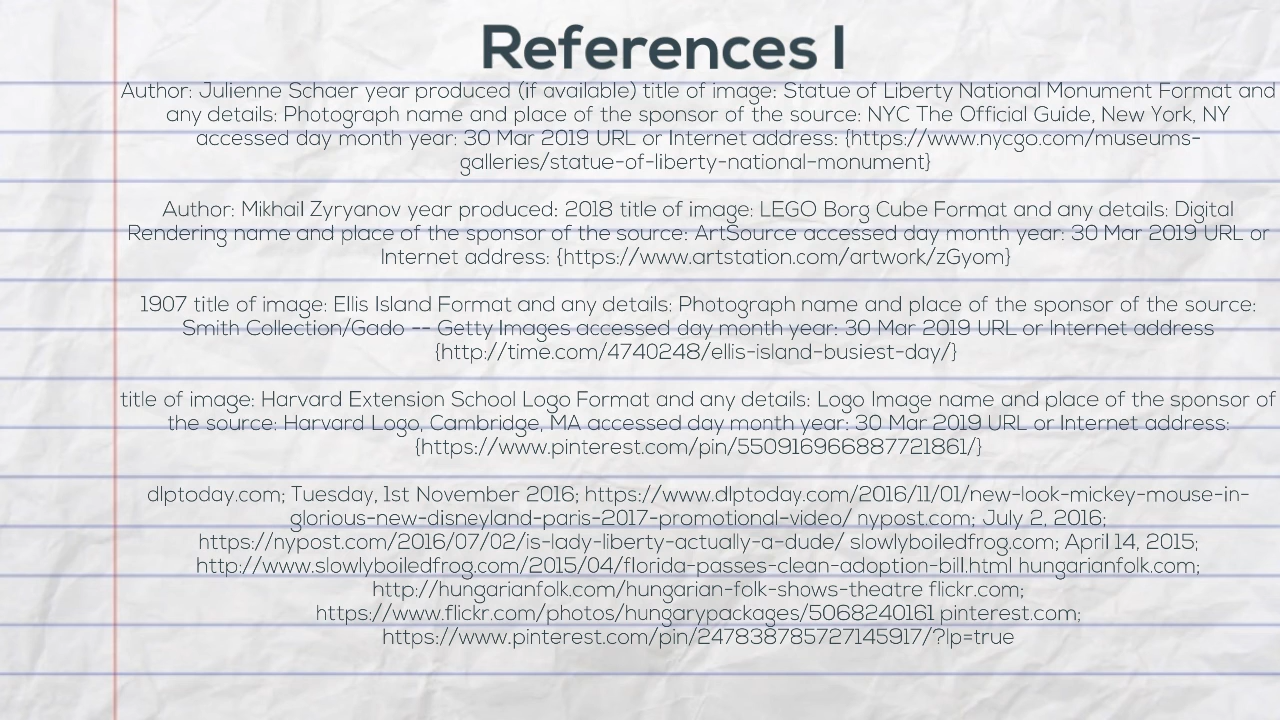 References I
Author: Julienne Schaer year produced (if available) title of image: Statue of Liberty National Monument Format and
any details: Photograph name and place of the sponsor of the source: NYC The Official Guide, New York, NY
accessed day month year: 30 Mar 2019 URL or Internet address: {https://www.nycgo.com/museums-
galleries/statue-of-liberty-national-monument}
Author: Mikhail Zyryanov year produced: 2018 title of image: LEGO Borg Cube Format and any details: Digital
Rendering name and place of the sponsor of the source: ArtSource accessed day month year: 30 Mar 2019 URL or
Internet address: {https://www.artstation.com/artwork/zGyom}
1907 title of image: Ellis Island Format and any details: Photograph name and place of the sponsor of the source:
Smith Collection/Gado -- Getty Images accessed day month year: 30 Mar 2019 URL or Internet address
{http://time.com/4740248/ellis-island-busiest-day/}
title of image: Harvard Extension School Logo Format and any details: Logo Image name and place of the sponsor of
the source: Harvard Logo, Cambridge, MA accessed day month year: 30 Mar 2019 URL or Internet address:
{https://www.pinterest.com/pin/550916966887721861/}
dlptoday.com; Tuesday, 1st November 2016; https://www.dlptoday.com/2016/11/01/new-look-mickey-mouse-in-
glorious-new-disneyland-paris-2017-promotional-video/ nypost.com; July 2, 2016;
https://nypost.com/2016/07/02/is-lady-liberty-actually-a-dude/ slowlyboiledfrog.com; April 14, 2015;
http://www.slowlyboiledfrog.com/2015/04/florida-passes-clean-adoption-bill.html hungarianfolk.com;
http://hungarianfolk.com/hungarian-folk-shows-theatre flickr.com;
https://www.flickr.com/photos/hungarypackages/5068240161 pinterest.com;
https://www.pinterest.com/pin/247838785727145917/?lp=true